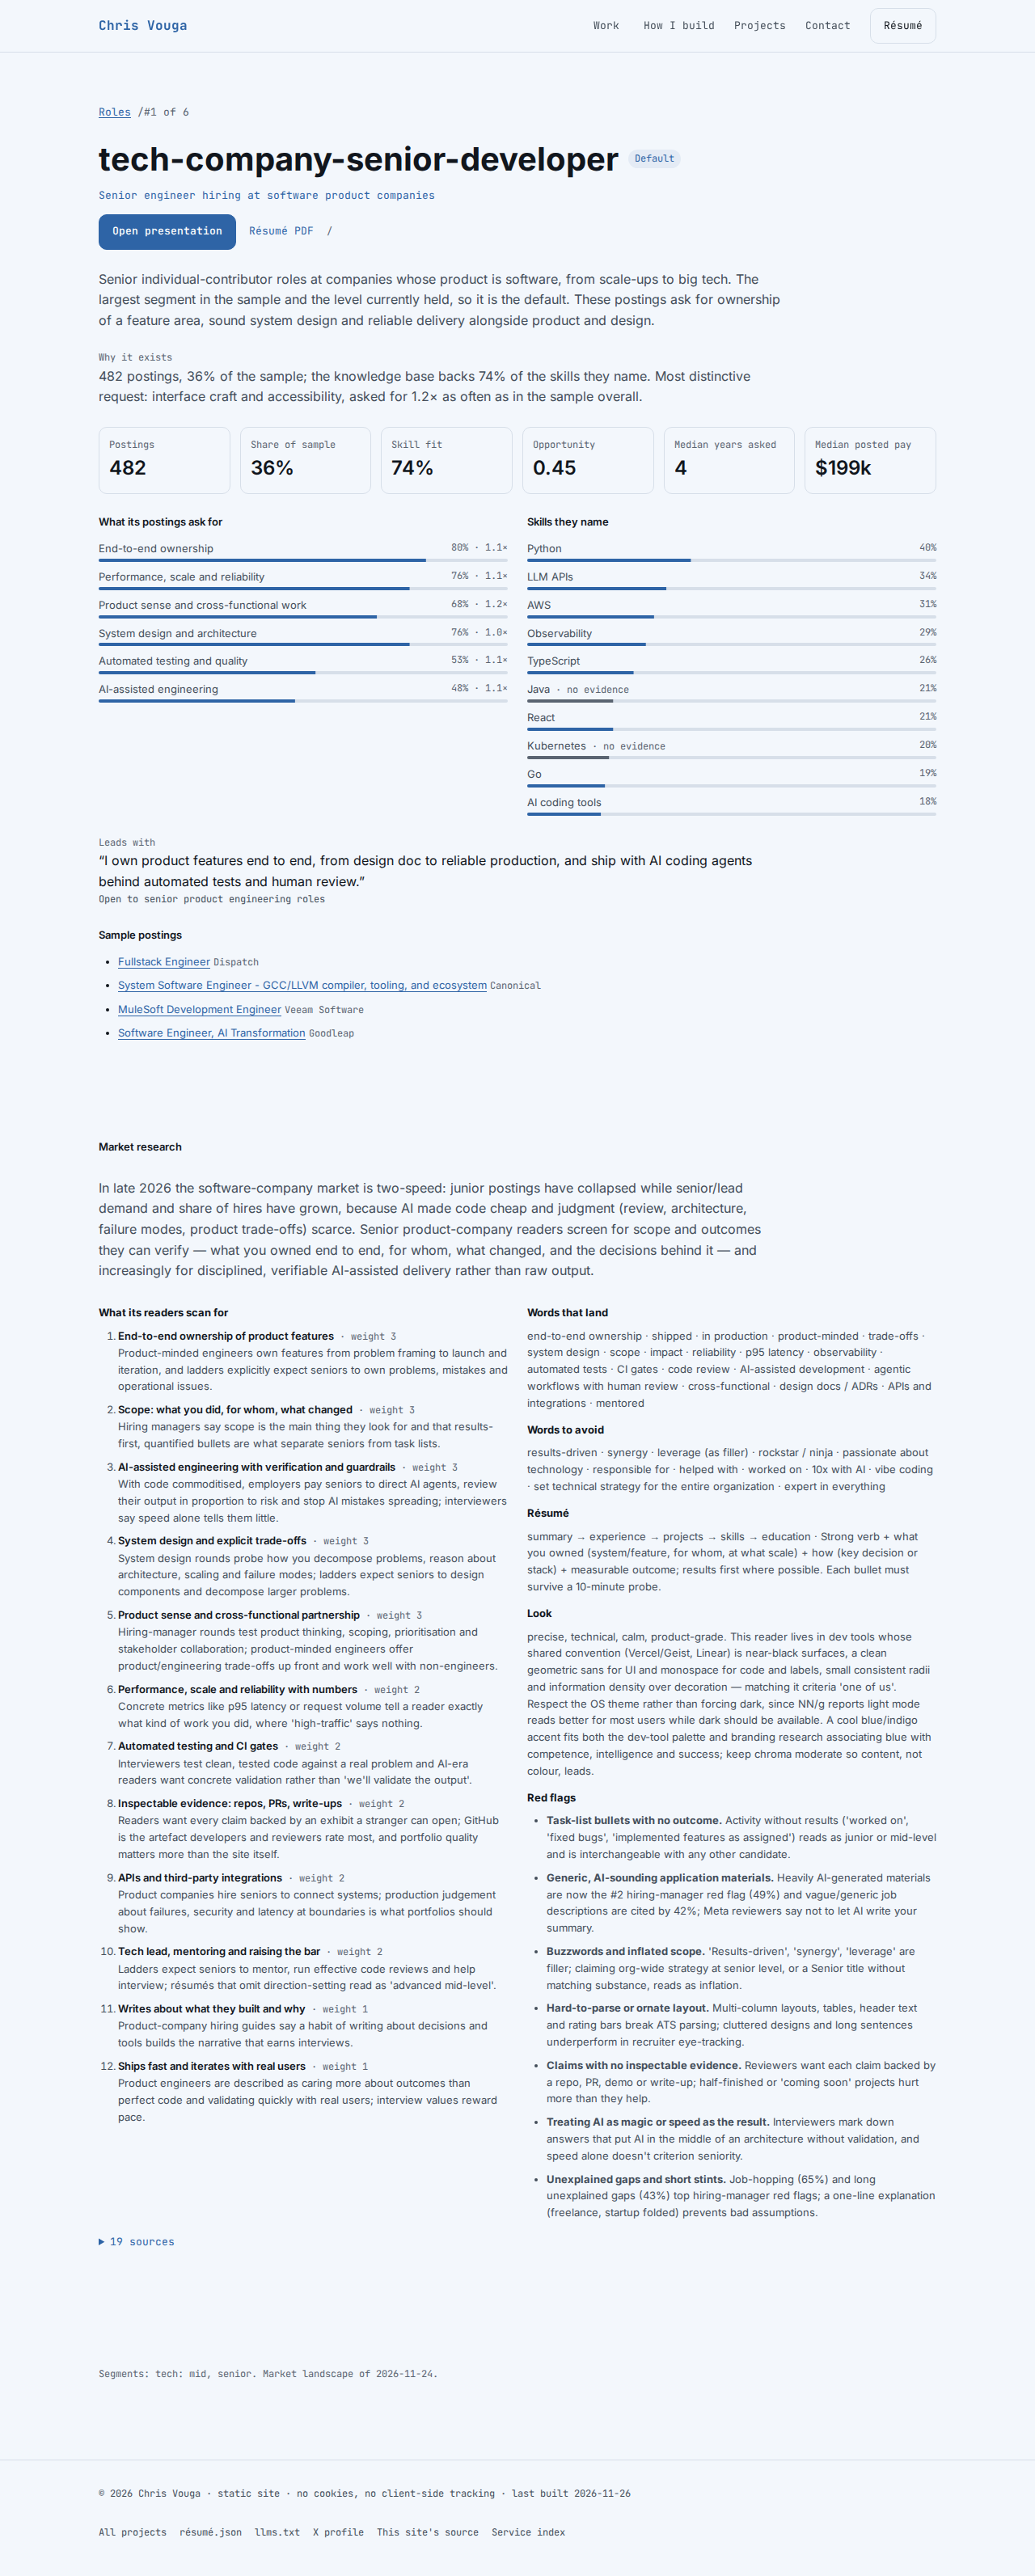 Chris Vouga
Work How I build Projects Contact Résumé
Roles /#1 of 6
tech-company-senior-developer Default
Senior engineer hiring at software product companies
Open presentation Résumé PDF /
Senior individual-contributor roles at companies whose product is software, from scale-ups to big tech. The
largest segment in the sample and the level currently held, so it is the default. These postings ask for ownership
of a feature area, sound system design and reliable delivery alongside product and design.
Why it exists
482 postings, 36% of the sample; the knowledge base backs 74% of the skills they name. Most distinctive
request: interface craft and accessibility, asked for 1.2× as often as in the sample overall.
Postings
482
Share of sample
36%
Skill fit
74%
Opportunity
0.45
Median years asked
4
Median posted pay
$199k
What its postings ask for
End-to-end ownership 80% · 1.1×
Performance, scale and reliability 76% · 1.1×
Product sense and cross-functional work 68% · 1.2×
System design and architecture 76% · 1.0×
Automated testing and quality 53% · 1.1×
AI-assisted engineering 48% · 1.1×
Skills they name
Python 40%
LLM APIs 34%
AWS 31%
Observability 29%
TypeScript 26%
Java · no evidence 21%
React 21%
Kubernetes · no evidence 20%
Go 19%
AI coding tools 18%
Leads with
“I own product features end to end, from design doc to reliable production, and ship with AI coding agents
behind automated tests and human review.”
Open to senior product engineering roles
Sample postings
• Fullstack Engineer Dispatch
• System Software Engineer - GCC/LLVM compiler, tooling, and ecosystem Canonical
• MuleSoft Development Engineer Veeam Software
• Software Engineer, AI Transformation Goodleap
Market research
In late 2026 the software-company market is two-speed: junior postings have collapsed while senior/lead
demand and share of hires have grown, because AI made code cheap and judgment (review, architecture,
failure modes, product trade-offs) scarce. Senior product-company readers screen for scope and outcomes
they can verify — what you owned end to end, for whom, what changed, and the decisions behind it — and
increasingly for disciplined, verifiable AI-assisted delivery rather than raw output.
What its readers scan for
1. End-to-end ownership of product features · weight 3
Product-minded engineers own features from problem framing to launch and
iteration, and ladders explicitly expect seniors to own problems, mistakes and
operational issues.
2. Scope: what you did, for whom, what changed · weight 3
Hiring managers say scope is the main thing they look for and that results-
first, quantified bullets are what separate seniors from task lists.
3. AI-assisted engineering with verification and guardrails · weight 3
With code commoditised, employers pay seniors to direct AI agents, review
their output in proportion to risk and stop AI mistakes spreading; interviewers
say speed alone tells them little.
4. System design and explicit trade-offs · weight 3
System design rounds probe how you decompose problems, reason about
architecture, scaling and failure modes; ladders expect seniors to design
components and decompose larger problems.
5. Product sense and cross-functional partnership · weight 3
Hiring-manager rounds test product thinking, scoping, prioritisation and
stakeholder collaboration; product-minded engineers offer
product/engineering trade-offs up front and work well with non-engineers.
6. Performance, scale and reliability with numbers · weight 2
Concrete metrics like p95 latency or request volume tell a reader exactly
what kind of work you did, where 'high-traffic' says nothing.
7. Automated testing and CI gates · weight 2
Interviewers test clean, tested code against a real problem and AI-era
readers want concrete validation rather than 'we'll validate the output'.
8. Inspectable evidence: repos, PRs, write-ups · weight 2
Readers want every claim backed by an exhibit a stranger can open; GitHub
is the artefact developers and reviewers rate most, and portfolio quality
matters more than the site itself.
9. APIs and third-party integrations · weight 2
Product companies hire seniors to connect systems; production judgement
about failures, security and latency at boundaries is what portfolios should
show.
10. Tech lead, mentoring and raising the bar · weight 2
Ladders expect seniors to mentor, run effective code reviews and help
interview; résumés that omit direction-setting read as 'advanced mid-level'.
11. Writes about what they built and why · weight 1
Product-company hiring guides say a habit of writing about decisions and
tools builds the narrative that earns interviews.
12. Ships fast and iterates with real users · weight 1
Product engineers are described as caring more about outcomes than
perfect code and validating quickly with real users; interview values reward
pace.
Words that land
end-to-end ownership · shipped · in production · product-minded · trade-offs ·
system design · scope · impact · reliability · p95 latency · observability ·
automated tests · CI gates · code review · AI-assisted development · agentic
workflows with human review · cross-functional · design docs / ADRs · APIs and
integrations · mentored
Words to avoid
results-driven · synergy · leverage (as filler) · rockstar / ninja · passionate about
technology · responsible for · helped with · worked on · 10x with AI · vibe coding
· set technical strategy for the entire organization · expert in everything
Résumé
summary → experience → projects → skills → education · Strong verb + what
you owned (system/feature, for whom, at what scale) + how (key decision or
stack) + measurable outcome; results first where possible. Each bullet must
survive a 10-minute probe.
Look
precise, technical, calm, product-grade. This reader lives in dev tools whose
shared convention (Vercel/Geist, Linear) is near-black surfaces, a clean
geometric sans for UI and monospace for code and labels, small consistent radii
and information density over decoration — matching it criteria 'one of us'.
Respect the OS theme rather than forcing dark, since NN/g reports light mode
reads better for most users while dark should be available. A cool blue/indigo
accent fits both the dev-tool palette and branding research associating blue with
competence, intelligence and success; keep chroma moderate so content, not
colour, leads.
Red flags
• Task-list bullets with no outcome. Activity without results ('worked on',
'fixed bugs', 'implemented features as assigned') reads as junior or mid-level
and is interchangeable with any other candidate.
• Generic, AI-sounding application materials. Heavily AI-generated materials
are now the #2 hiring-manager red flag (49%) and vague/generic job
descriptions are cited by 42%; Meta reviewers say not to let AI write your
summary.
• Buzzwords and inflated scope. 'Results-driven', 'synergy', 'leverage' are
filler; claiming org-wide strategy at senior level, or a Senior title without
matching substance, reads as inflation.
• Hard-to-parse or ornate layout. Multi-column layouts, tables, header text
and rating bars break ATS parsing; cluttered designs and long sentences
underperform in recruiter eye-tracking.
• Claims with no inspectable evidence. Reviewers want each claim backed by
a repo, PR, demo or write-up; half-finished or 'coming soon' projects hurt
more than they help.
• Treating AI as magic or speed as the result. Interviewers mark down
answers that put AI in the middle of an architecture without validation, and
speed alone doesn't criterion seniority.
• Unexplained gaps and short stints. Job-hopping (65%) and long
unexplained gaps (43%) top hiring-manager red flags; a one-line explanation
(freelance, startup folded) prevents bad assumptions.
▶ 19 sources
Segments: tech: mid, senior. Market landscape of 2026-11-24.
© 2026 Chris Vouga · static site · no cookies, no client-side tracking · last built 2026-11-26
All projects résumé.json llms.txt X profile This site's source Service index